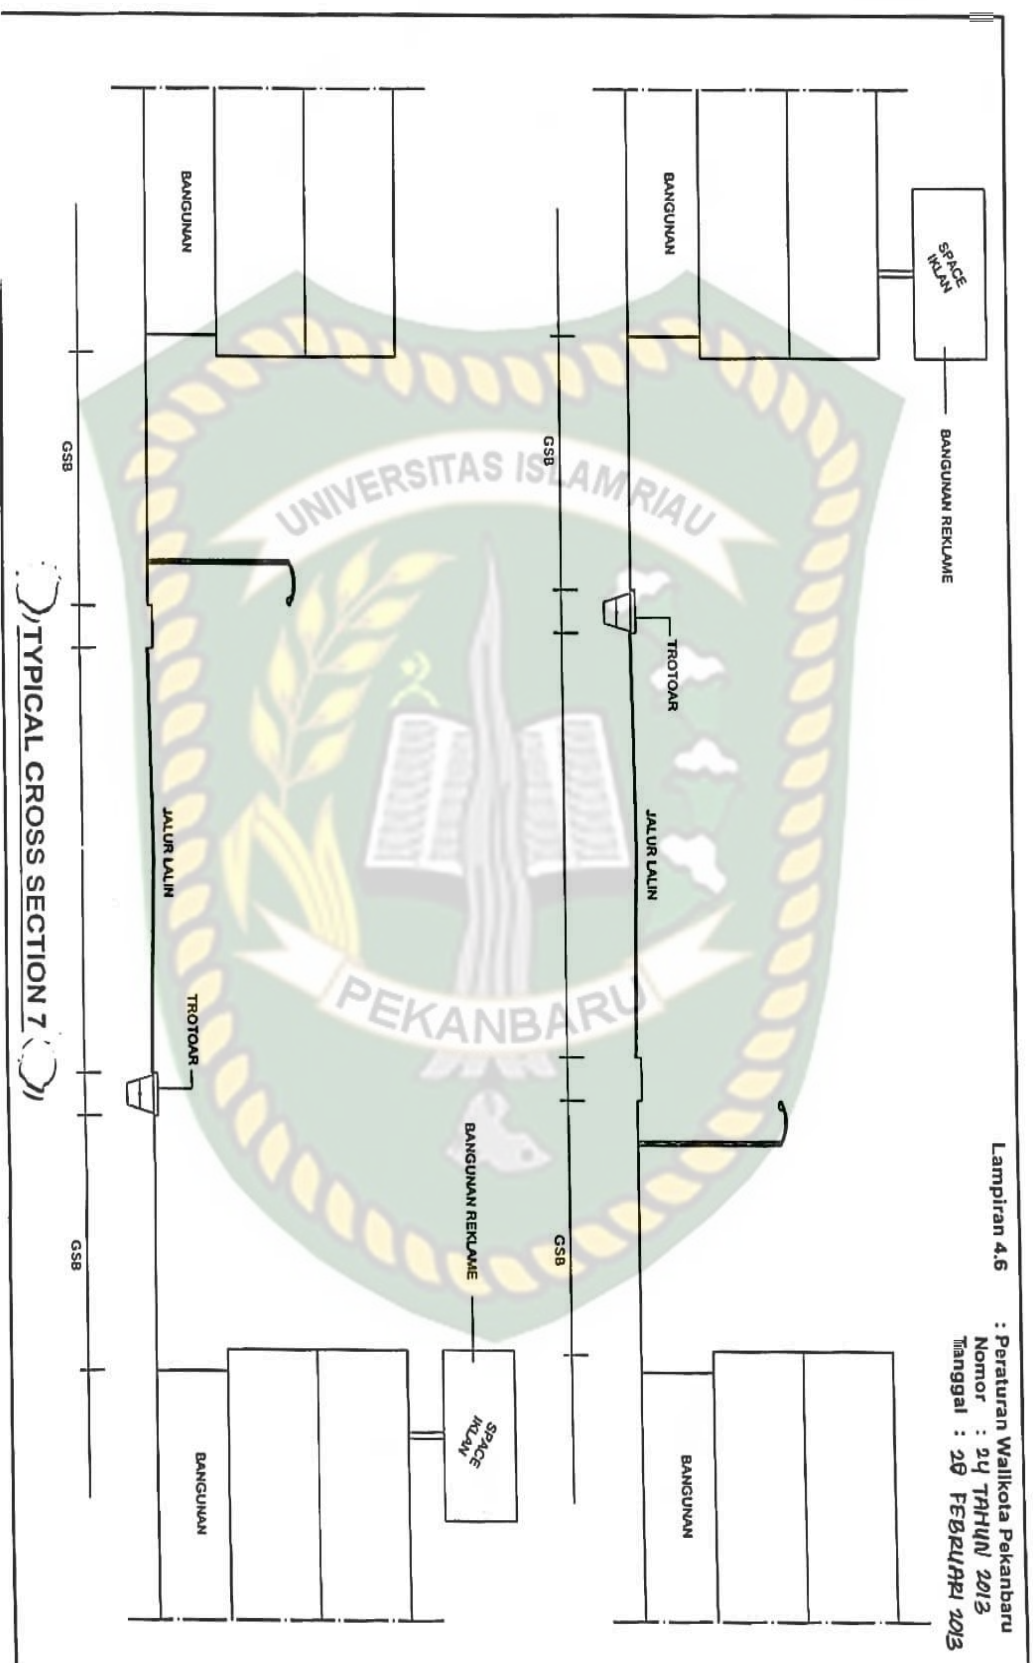 Lampiran 4.6 : Peraturan Walikota Pekanbaru
Nomor : 24 TAHUN 2013
Tanggal : FEBRUARI 2013
SPACE
IKLAN
BANGUNAN REKLAME
BANGUNAN
TROTOAR
JALUR LALIN
BANGUNAN
GSB
GSB
BANGUNAN REKLAME
SPACE
IKLAN
BANGUNAN
JALUR LALIN
TROTOAR
BANGUNAN
GSB
GSB
TYPICAL CROSS SECTION 7
UNIVERSITAS ISLAM RIAU
PEKANBARU